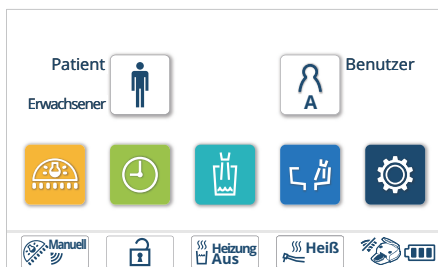 Patient
Benutzer
Erwachsener
A
Manuell
Heizung
Aus
Heiß